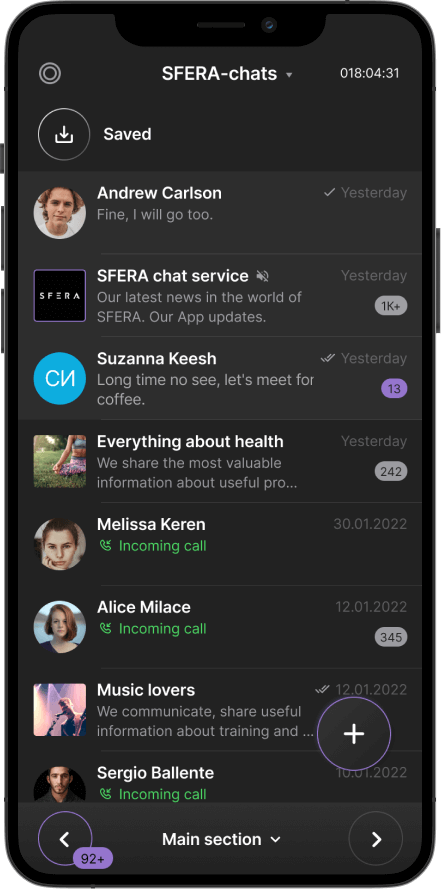 SFERA-chats
018:04:31
Saved
Andrew Carlson
Yesterday
Fine, I will go too.
SFERA
SFERA chat service
Yesterday
Our latest news in the world of
SFERA. Our App updates.
1K+
СИ
Suzanna Keesh
Yesterday
Long time no see, let's meet for
coffee.
13
Everything about health
Yesterday
We share the most valuable
information about useful pro...
242
Melissa Keren
30.01.2022
Incoming call
Alice Milace
12.01.2022
Incoming call
345
Music lovers
12.01.2022
We communicate, share useful
information about training and ...
Sergio Ballente
10.01.2022
Incoming call
92+
Main section